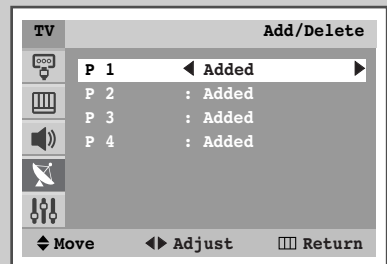 TV Add/Delete
P 1 ◀ Added ▶
P 2 : Added
P 3 : Added
P 4 : Added
Move Adjust Return